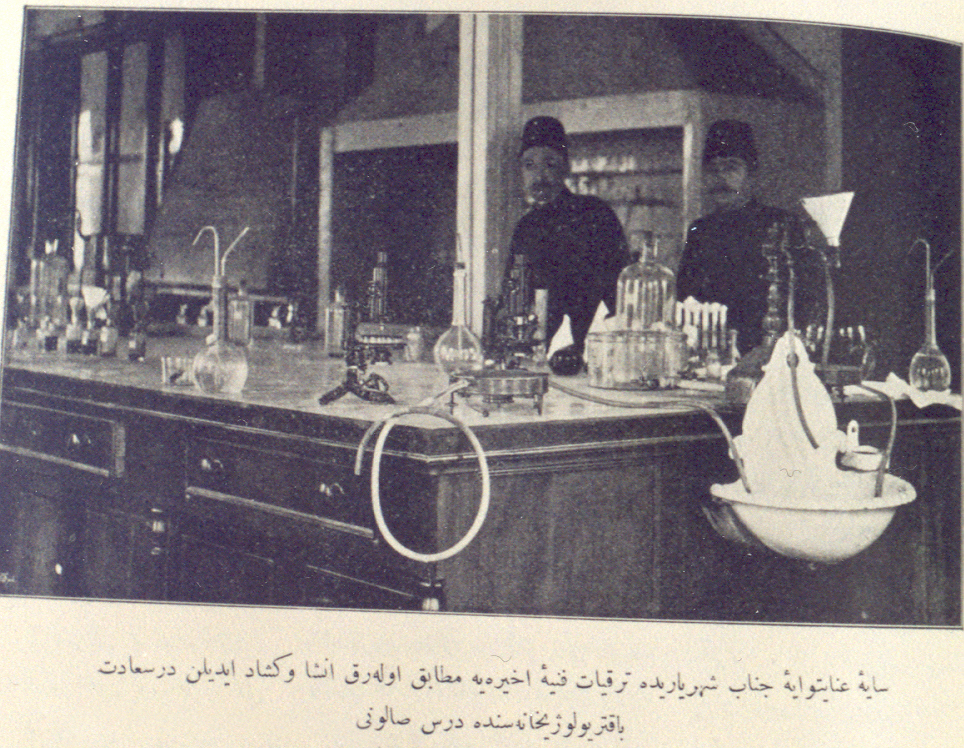 سایهٔ عنایتوایهٔ جناب شهریاریده ترقیات فنیهٔ اخیره‌یه مطابق اوله‌رق انشا وکشاد ایدیلن درسعادت
باقتریولوژیخانه‌سنده درس صالونی